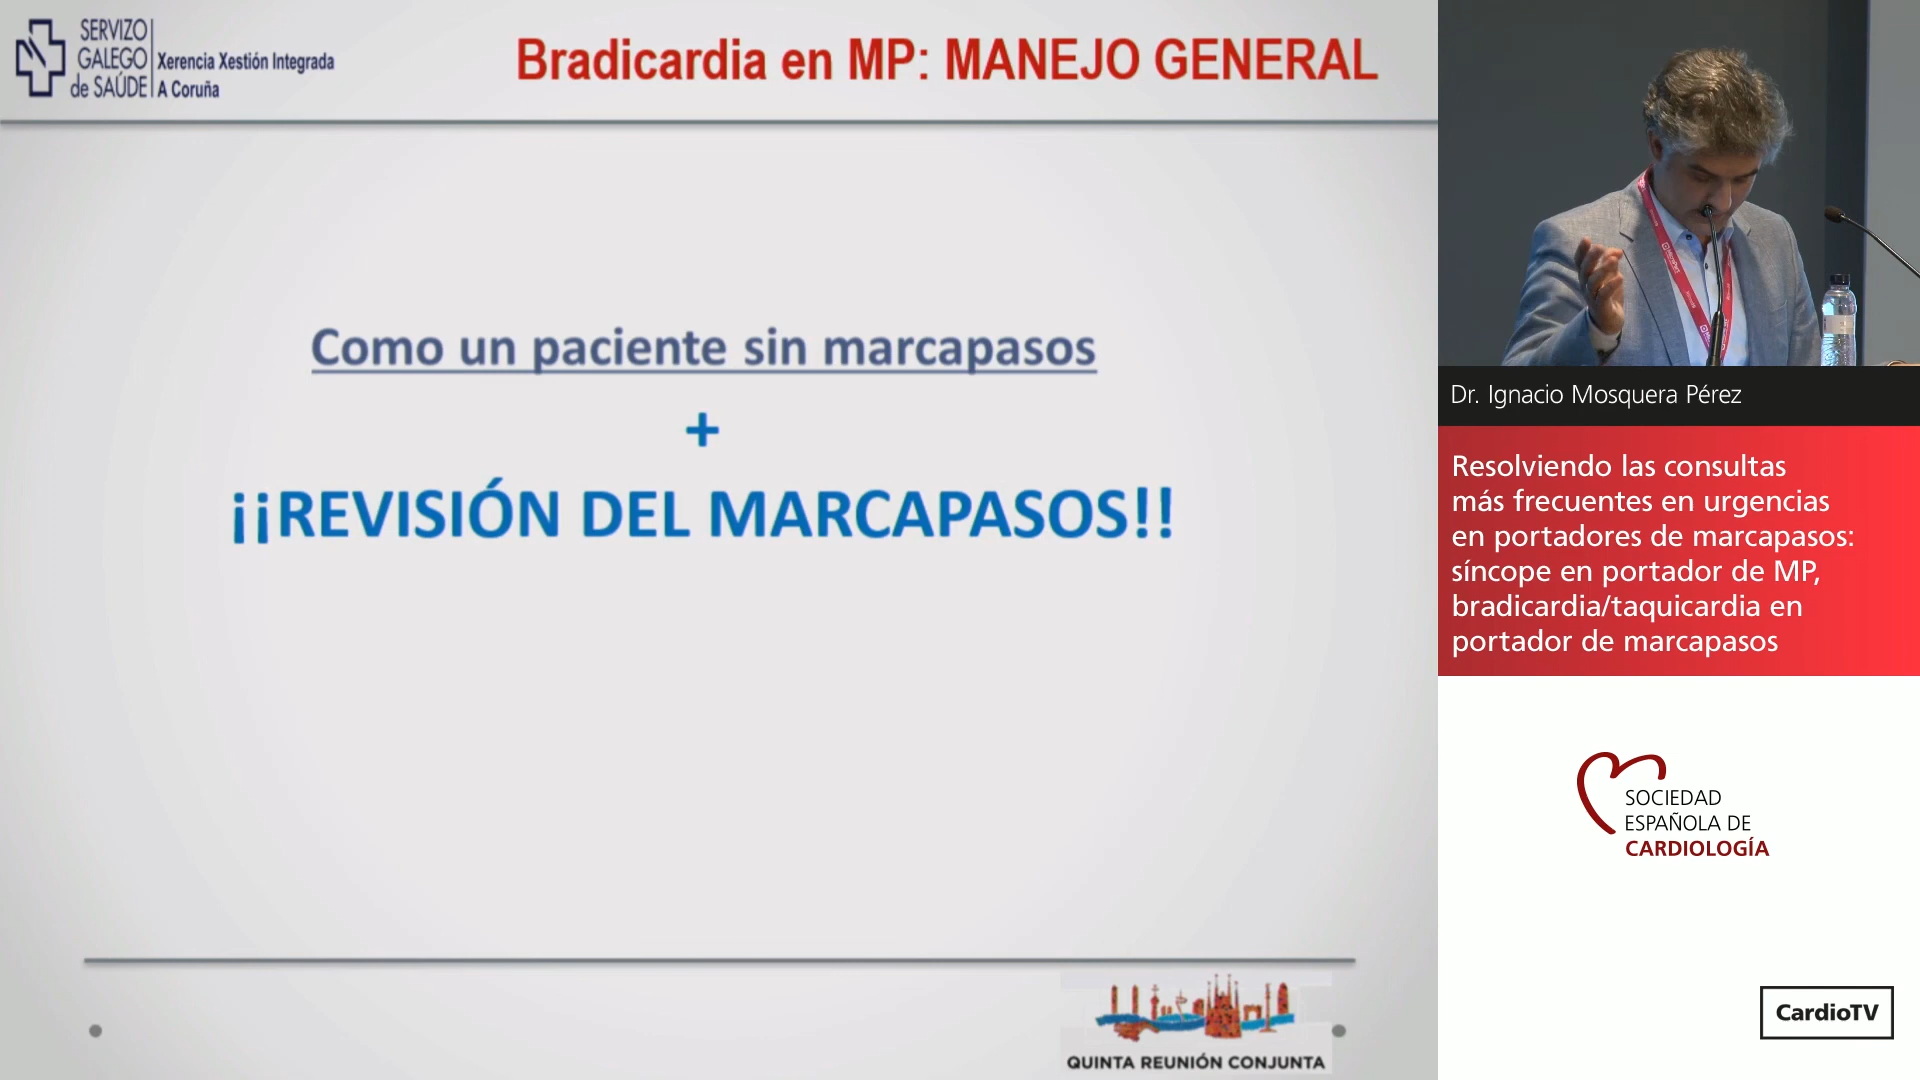 SERVIZO
GALEGO
de SAÚDE
Xerencia Xestión Integrada
A Coruña
Bradicardia en MP: MANEJO GENERAL
Como un paciente sin marcapasos
+
¡¡REVISIÓN DEL MARCAPASOS!!
QUINTA REUNIÓN CONJUNTA
Dr. Ignacio Mosquera Pérez
Resolviendo las consultas
más frecuentes en urgencias
en portadores de marcapasos:
síncope en portador de MP,
bradicardia/taquicardia en
portador de marcapasos
SOCIEDAD
ESPAÑOLA DE
CARDIOLOGÍA
CardioTV